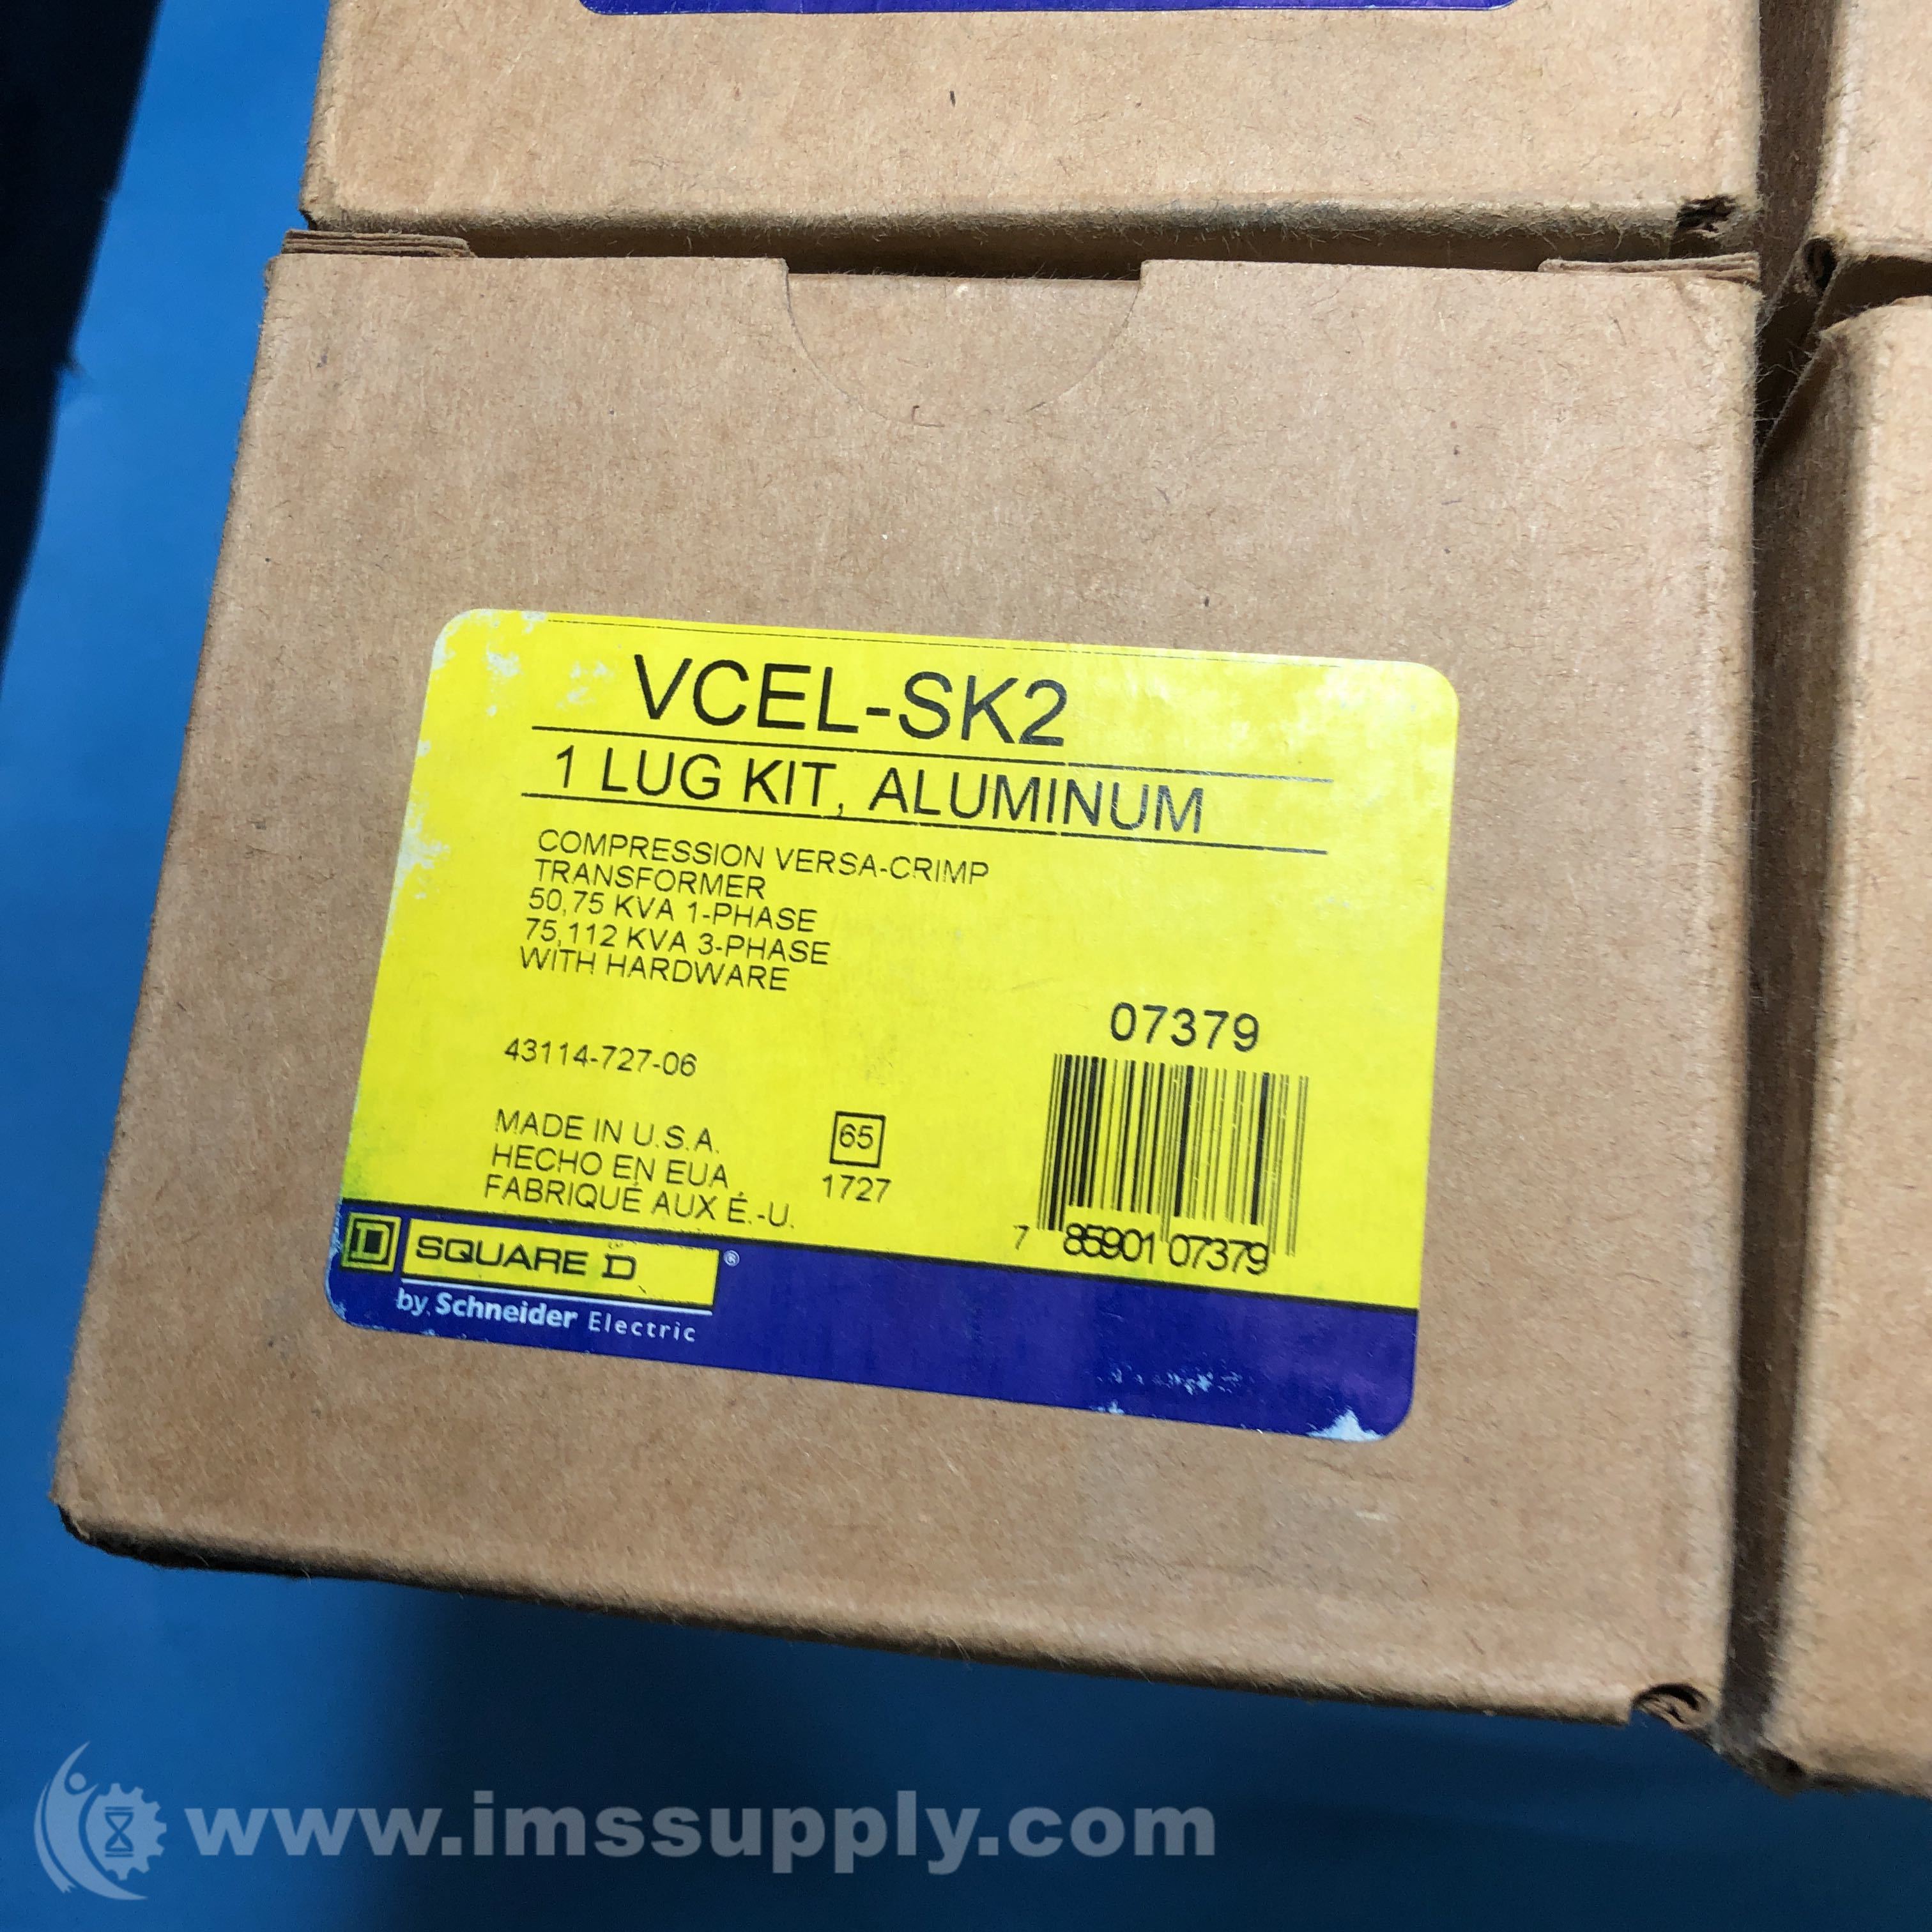 VCEL-SK2
1 LUG KIT, ALUMINUM
COMPRESSION VERSA-CRIMP
TRANSFORMER
50,75 KVA 1-PHASE
75,112 KVA 3-PHASE
WITH HARDWARE
07379
43114-727-06
MADE IN U.S.A.
HECHO EN EUA
FABRIQUÉ AUX É.-U.
65
1727
7 85901 07379
D SQUARE D ®
by Schneider Electric
www.imssupply.com